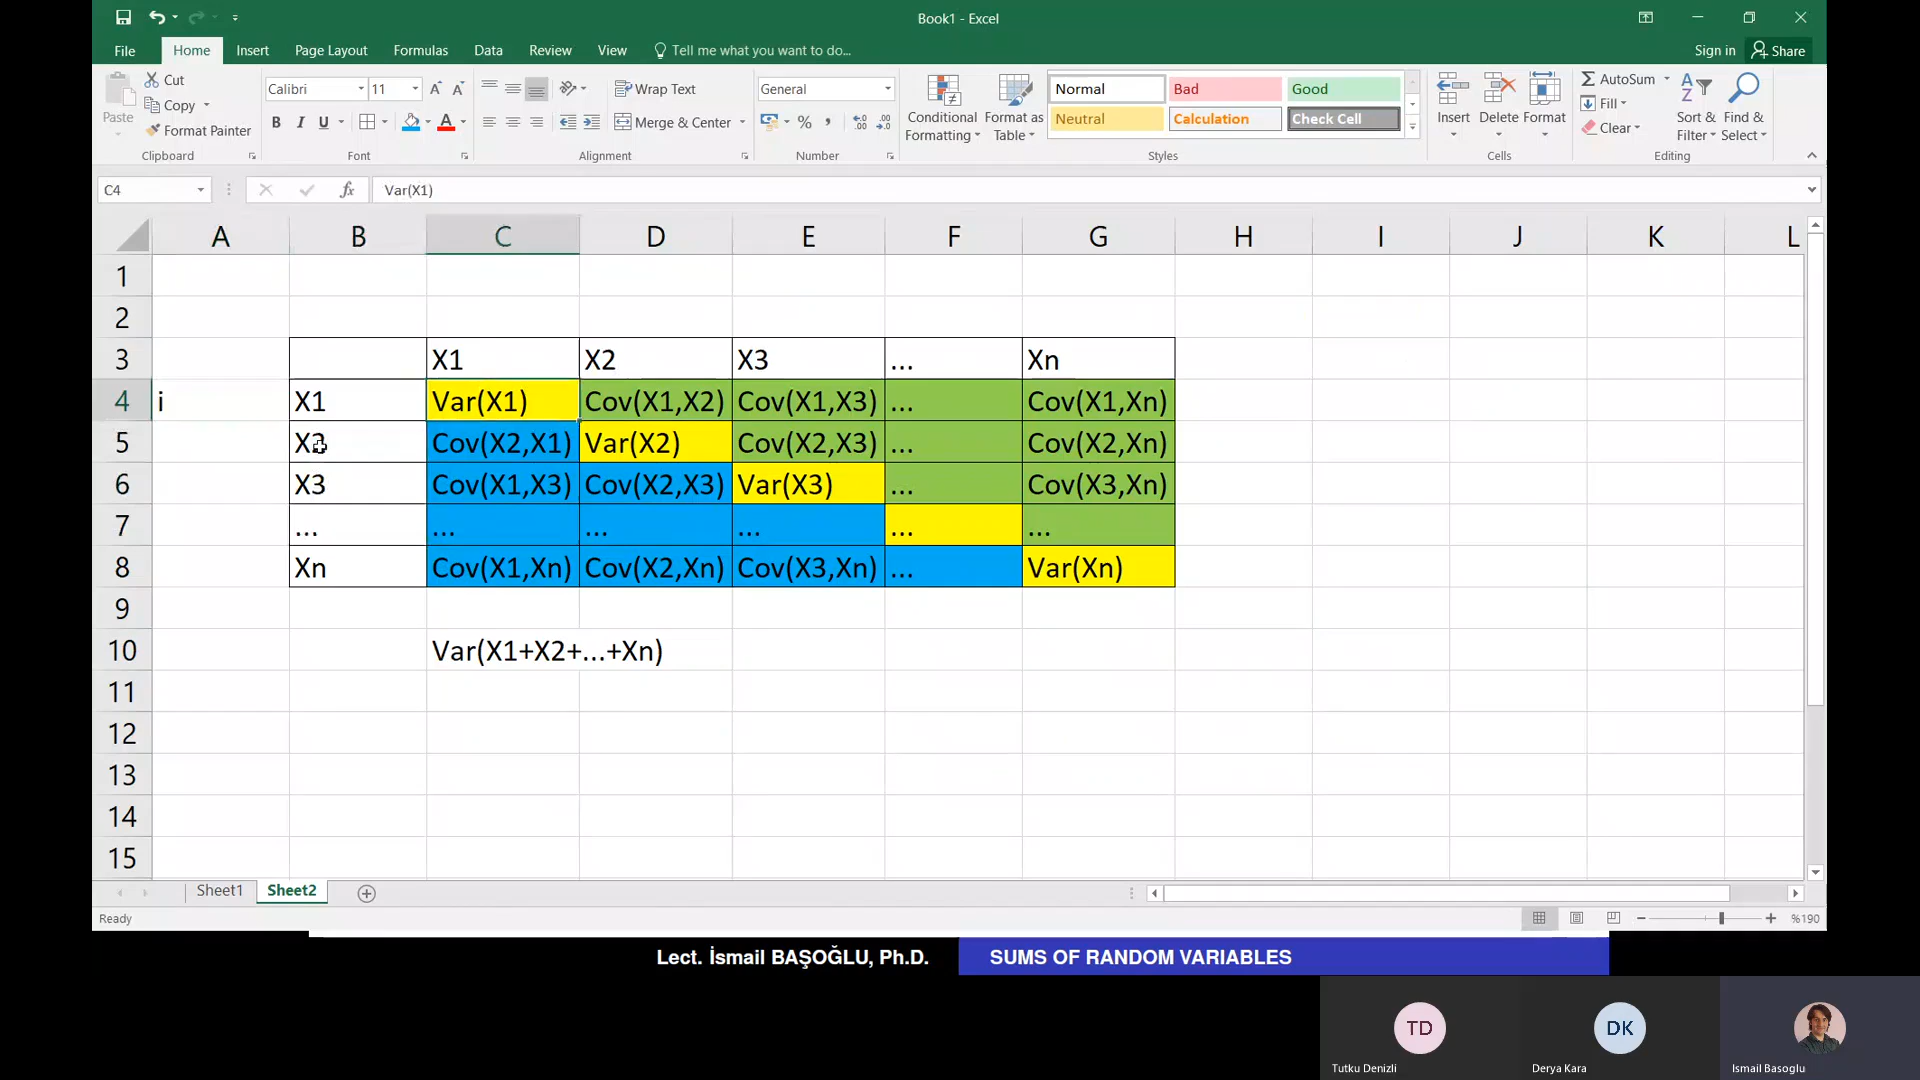 Book1 - Excel
File Home Insert Page Layout Formulas Data Review View Tell me what you want to do... Sign in Share
Paste Cut
Copy
Format Painter
Clipboard
Calibri 11
B I U A
Font
Wrap Text
Merge & Center
Alignment
General
% ,
Number
Conditional Formatting
Format as Table
Normal Bad Good
Neutral Calculation Check Cell
Styles
Insert Delete Format
Cells
AutoSum
Fill
Clear
Sort & Filter
Find & Select
Editing
C4 fx Var(X1)
A B C D E F G H I J K L
1
2
3 X1 X2 X3 ... Xn
4 i X1 Var(X1) Cov(X1,X2) Cov(X1,X3) ... Cov(X1,Xn)
5 X2 Cov(X2,X1) Var(X2) Cov(X2,X3) ... Cov(X2,Xn)
6 X3 Cov(X1,X3) Cov(X2,X3) Var(X3) ... Cov(X3,Xn)
7 ... ... ... ... ... ...
8 Xn Cov(X1,Xn) Cov(X2,Xn) Cov(X3,Xn) ... Var(Xn)
9
10 Var(X1+X2+...+Xn)
11
12
13
14
15
Sheet1 Sheet2
Ready %190
Lect. İsmail BAŞOĞLU, Ph.D. SUMS OF RANDOM VARIABLES
TD DK
Tutku Denizli Derya Kara Ismail Basoglu